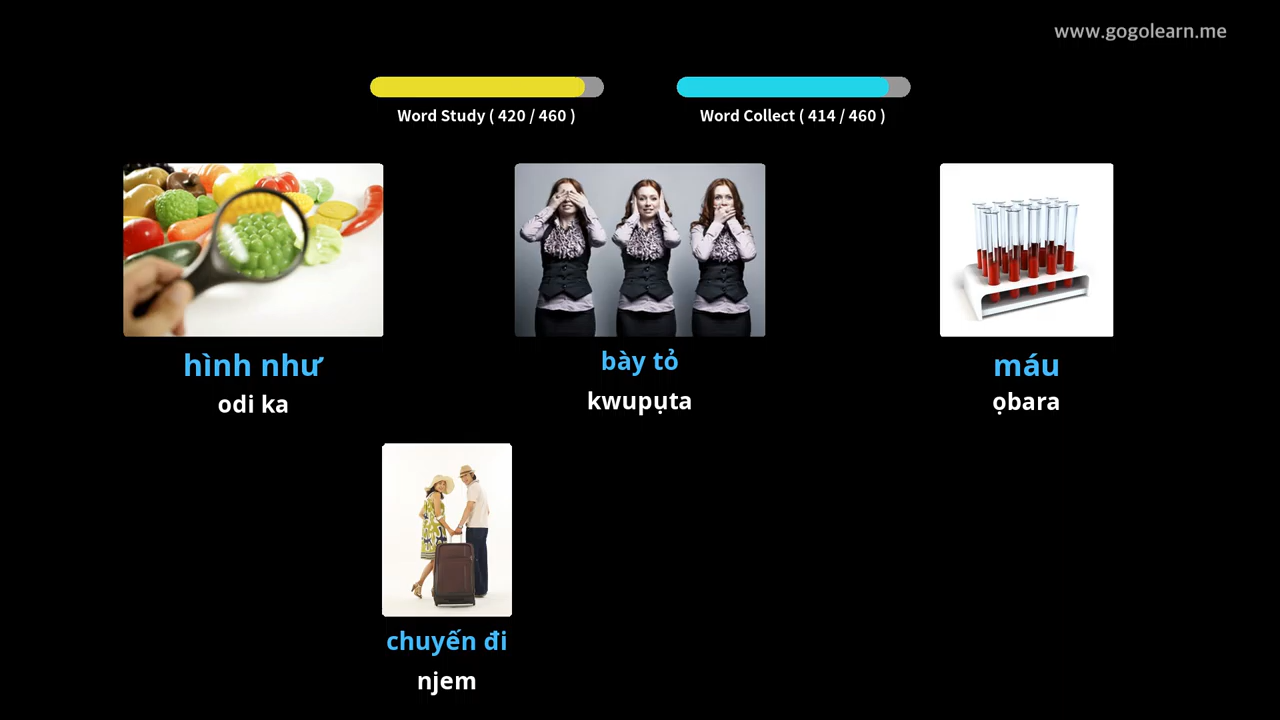 www.gogolearn.me
Word Study ( 420 / 460 )
Word Collect ( 414 / 460 )
hình như
odi ka
bày tỏ
kwupụta
máu
ọbara
chuyến đi
njem